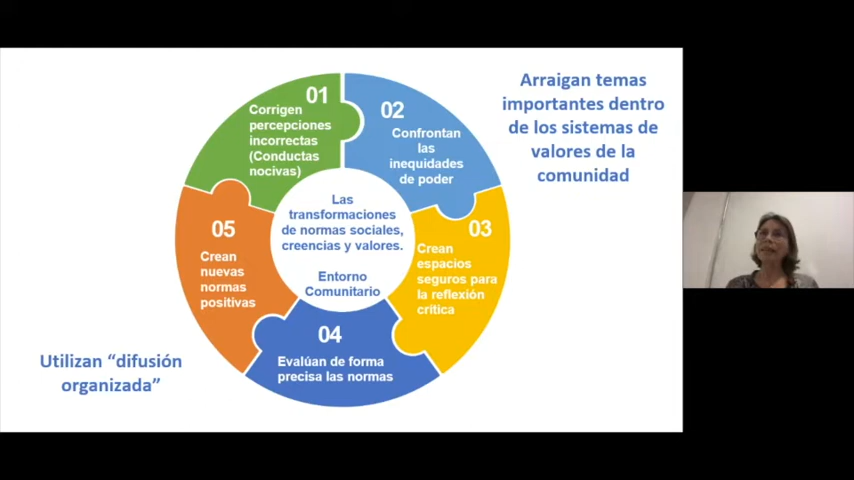 01
Corrigen
percepciones
incorrectas
(Conductas
nocivas)
02
Confrontan
las
inequidades
de poder
03
Crean
espacios
seguros para
la reflexión
crítica
04
Evalúan de forma
precisa las normas
05
Crean
nuevas
normas
positivas
Las
transformaciones
de normas sociales,
creencias y valores.
Entorno
Comunitario
Arraigan temas
importantes dentro
de los sistemas de
valores de la
comunidad
Utilizan “difusión
organizada”